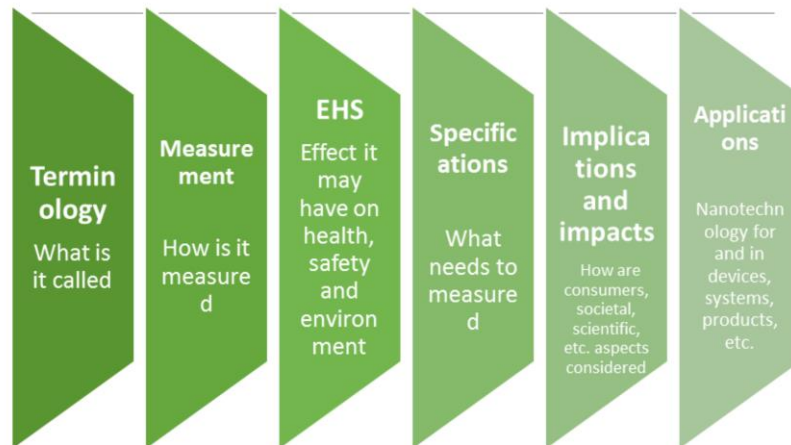 Termin
ology
What is
it called
Measure
ment
How is it
measure
d
EHS
Effect it
may
have on
health,
safety
and
environ
ment
Specific
ations
What
needs to
measure
d
Implica
tions
and
impacts
How are
consumers,
societal,
scientific,
etc. aspects
considered
Applicati
ons
Nanotechn
ology for
and in
devices,
systems,
products,
etc.